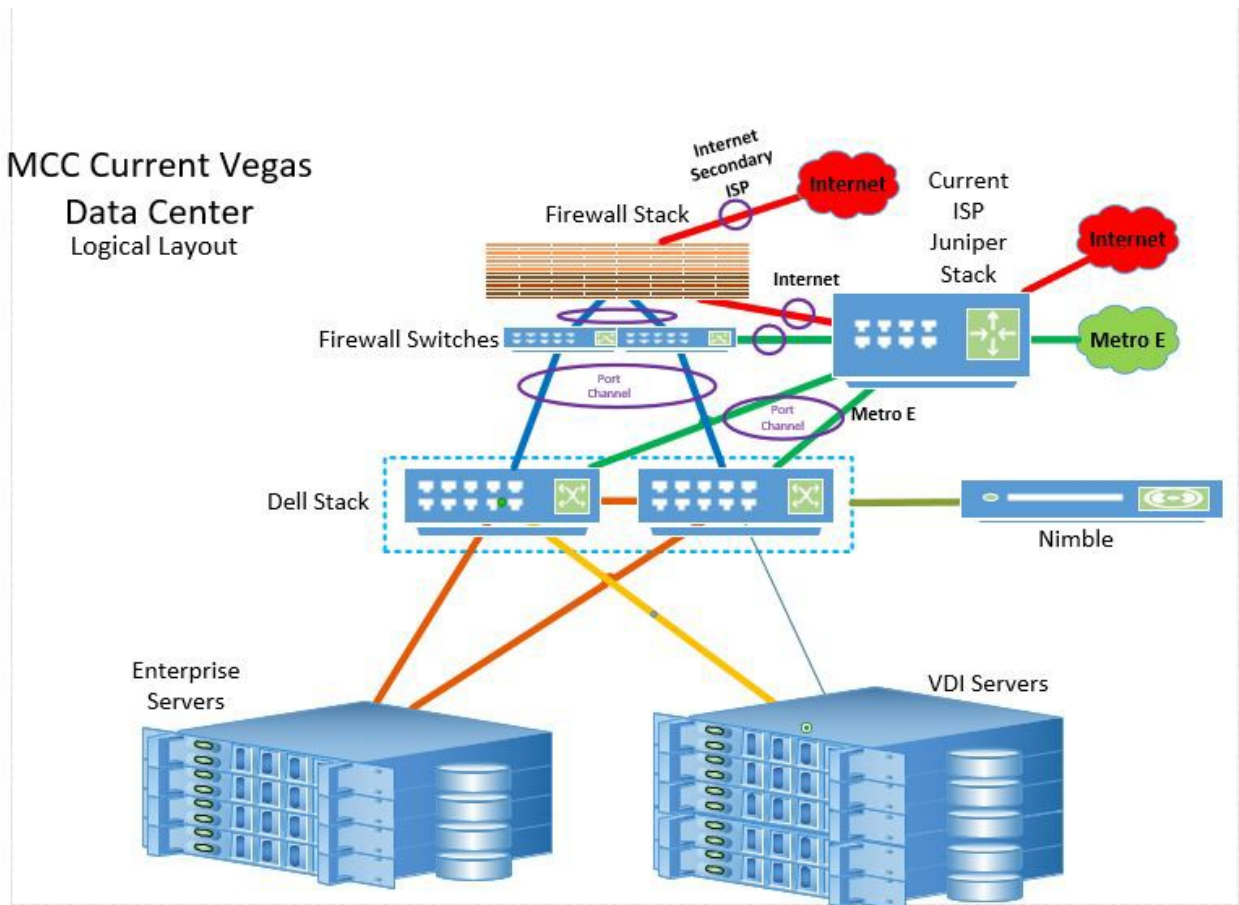 MCC Current Vegas
Data Center
Logical Layout
Internet
Secondary
ISP
Internet
Current
ISP
Juniper
Stack
Internet
Firewall Stack
Internet
Firewall Switches
Metro E
Port
Channel
Port
Channel
Metro E
Dell Stack
Nimble
Enterprise
Servers
VDI Servers